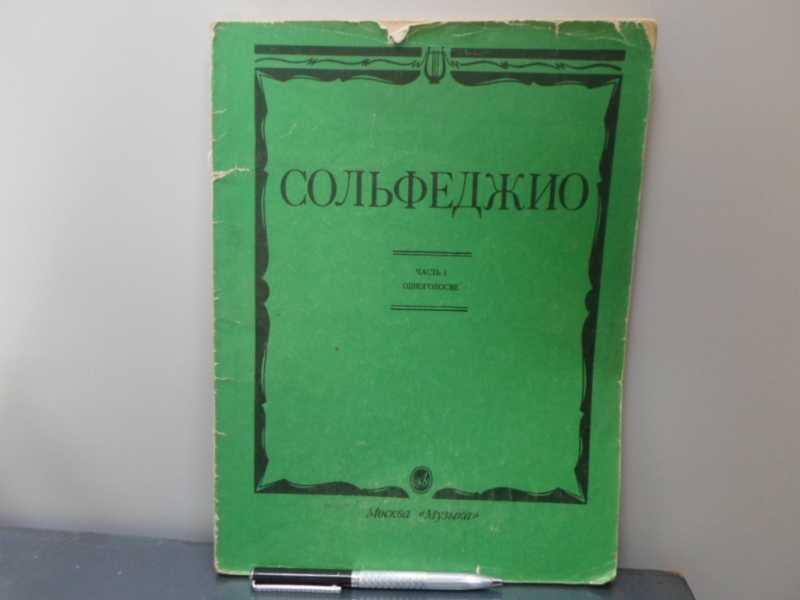 СОЛЬФЕДЖИО
ЧАСТЬ 1
ОДНОГОЛОСИЕ
Москва «Музыка»